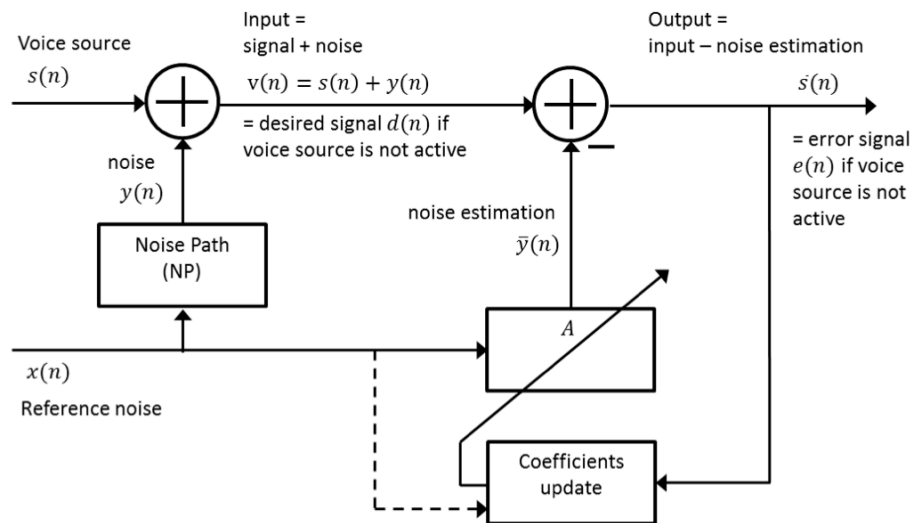 Voice source
s(n)
Input =
signal + noise
v(n) = s(n) + y(n)
= desired signal d(n) if
voice source is not active
Output =
input – noise estimation
ṡ(n)
= error signal
e(n) if voice
source is not
active
noise
y(n)
Noise Path
(NP)
noise estimation
ȳ(n)
A
x(n)
Reference noise
Coefficients
update